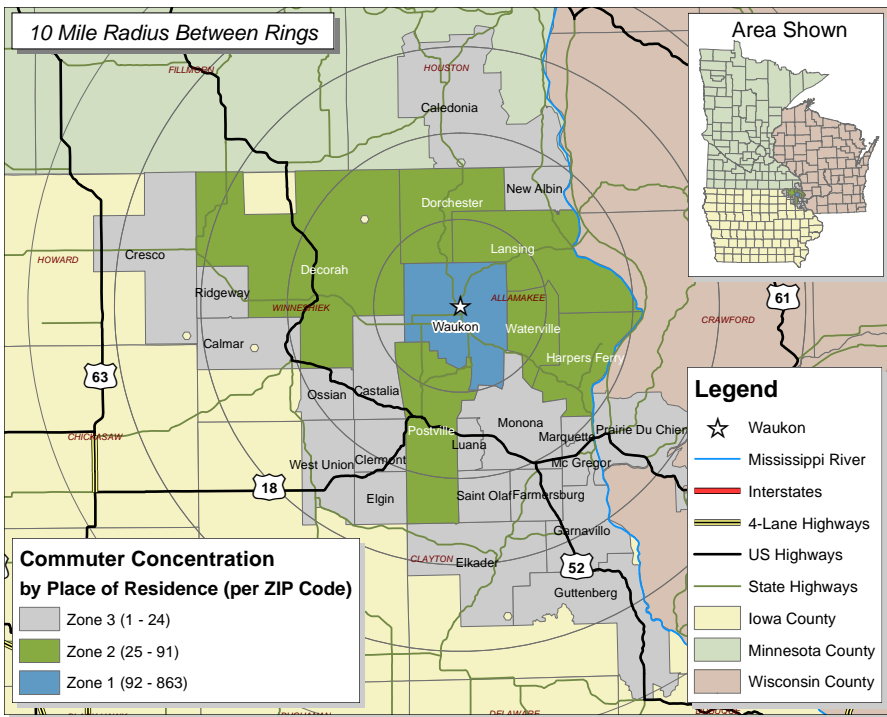 10 Mile Radius Between Rings
Area Shown
FILLMORE
HOUSTON
Caledonia
New Albin
Dorchester
Lansing
HOWARD
Cresco
Decorah
Ridgeway
WINNESHIEK
ALLAMAKEE
61
Waukon
Waterville
CRAWFORD
Calmar
Harpers Ferry
63
Ossian
Castalia
Monona
Postville
Marquette
Prairie Du Chien
CHICKASAW
Luana
West Union
Clermont
Mc Gregor
18
Elgin
Saint Olaf
Farmersburg
Garnavillo
CLAYTON
Elkader
52
Guttenberg
DELAWARE
DUBUQUE
Legend
Waukon
Mississippi River
Interstates
4-Lane Highways
US Highways
State Highways
Iowa County
Minnesota County
Wisconsin County
Commuter Concentration
by Place of Residence (per ZIP Code)
Zone 3 (1 - 24)
Zone 2 (25 - 91)
Zone 1 (92 - 863)